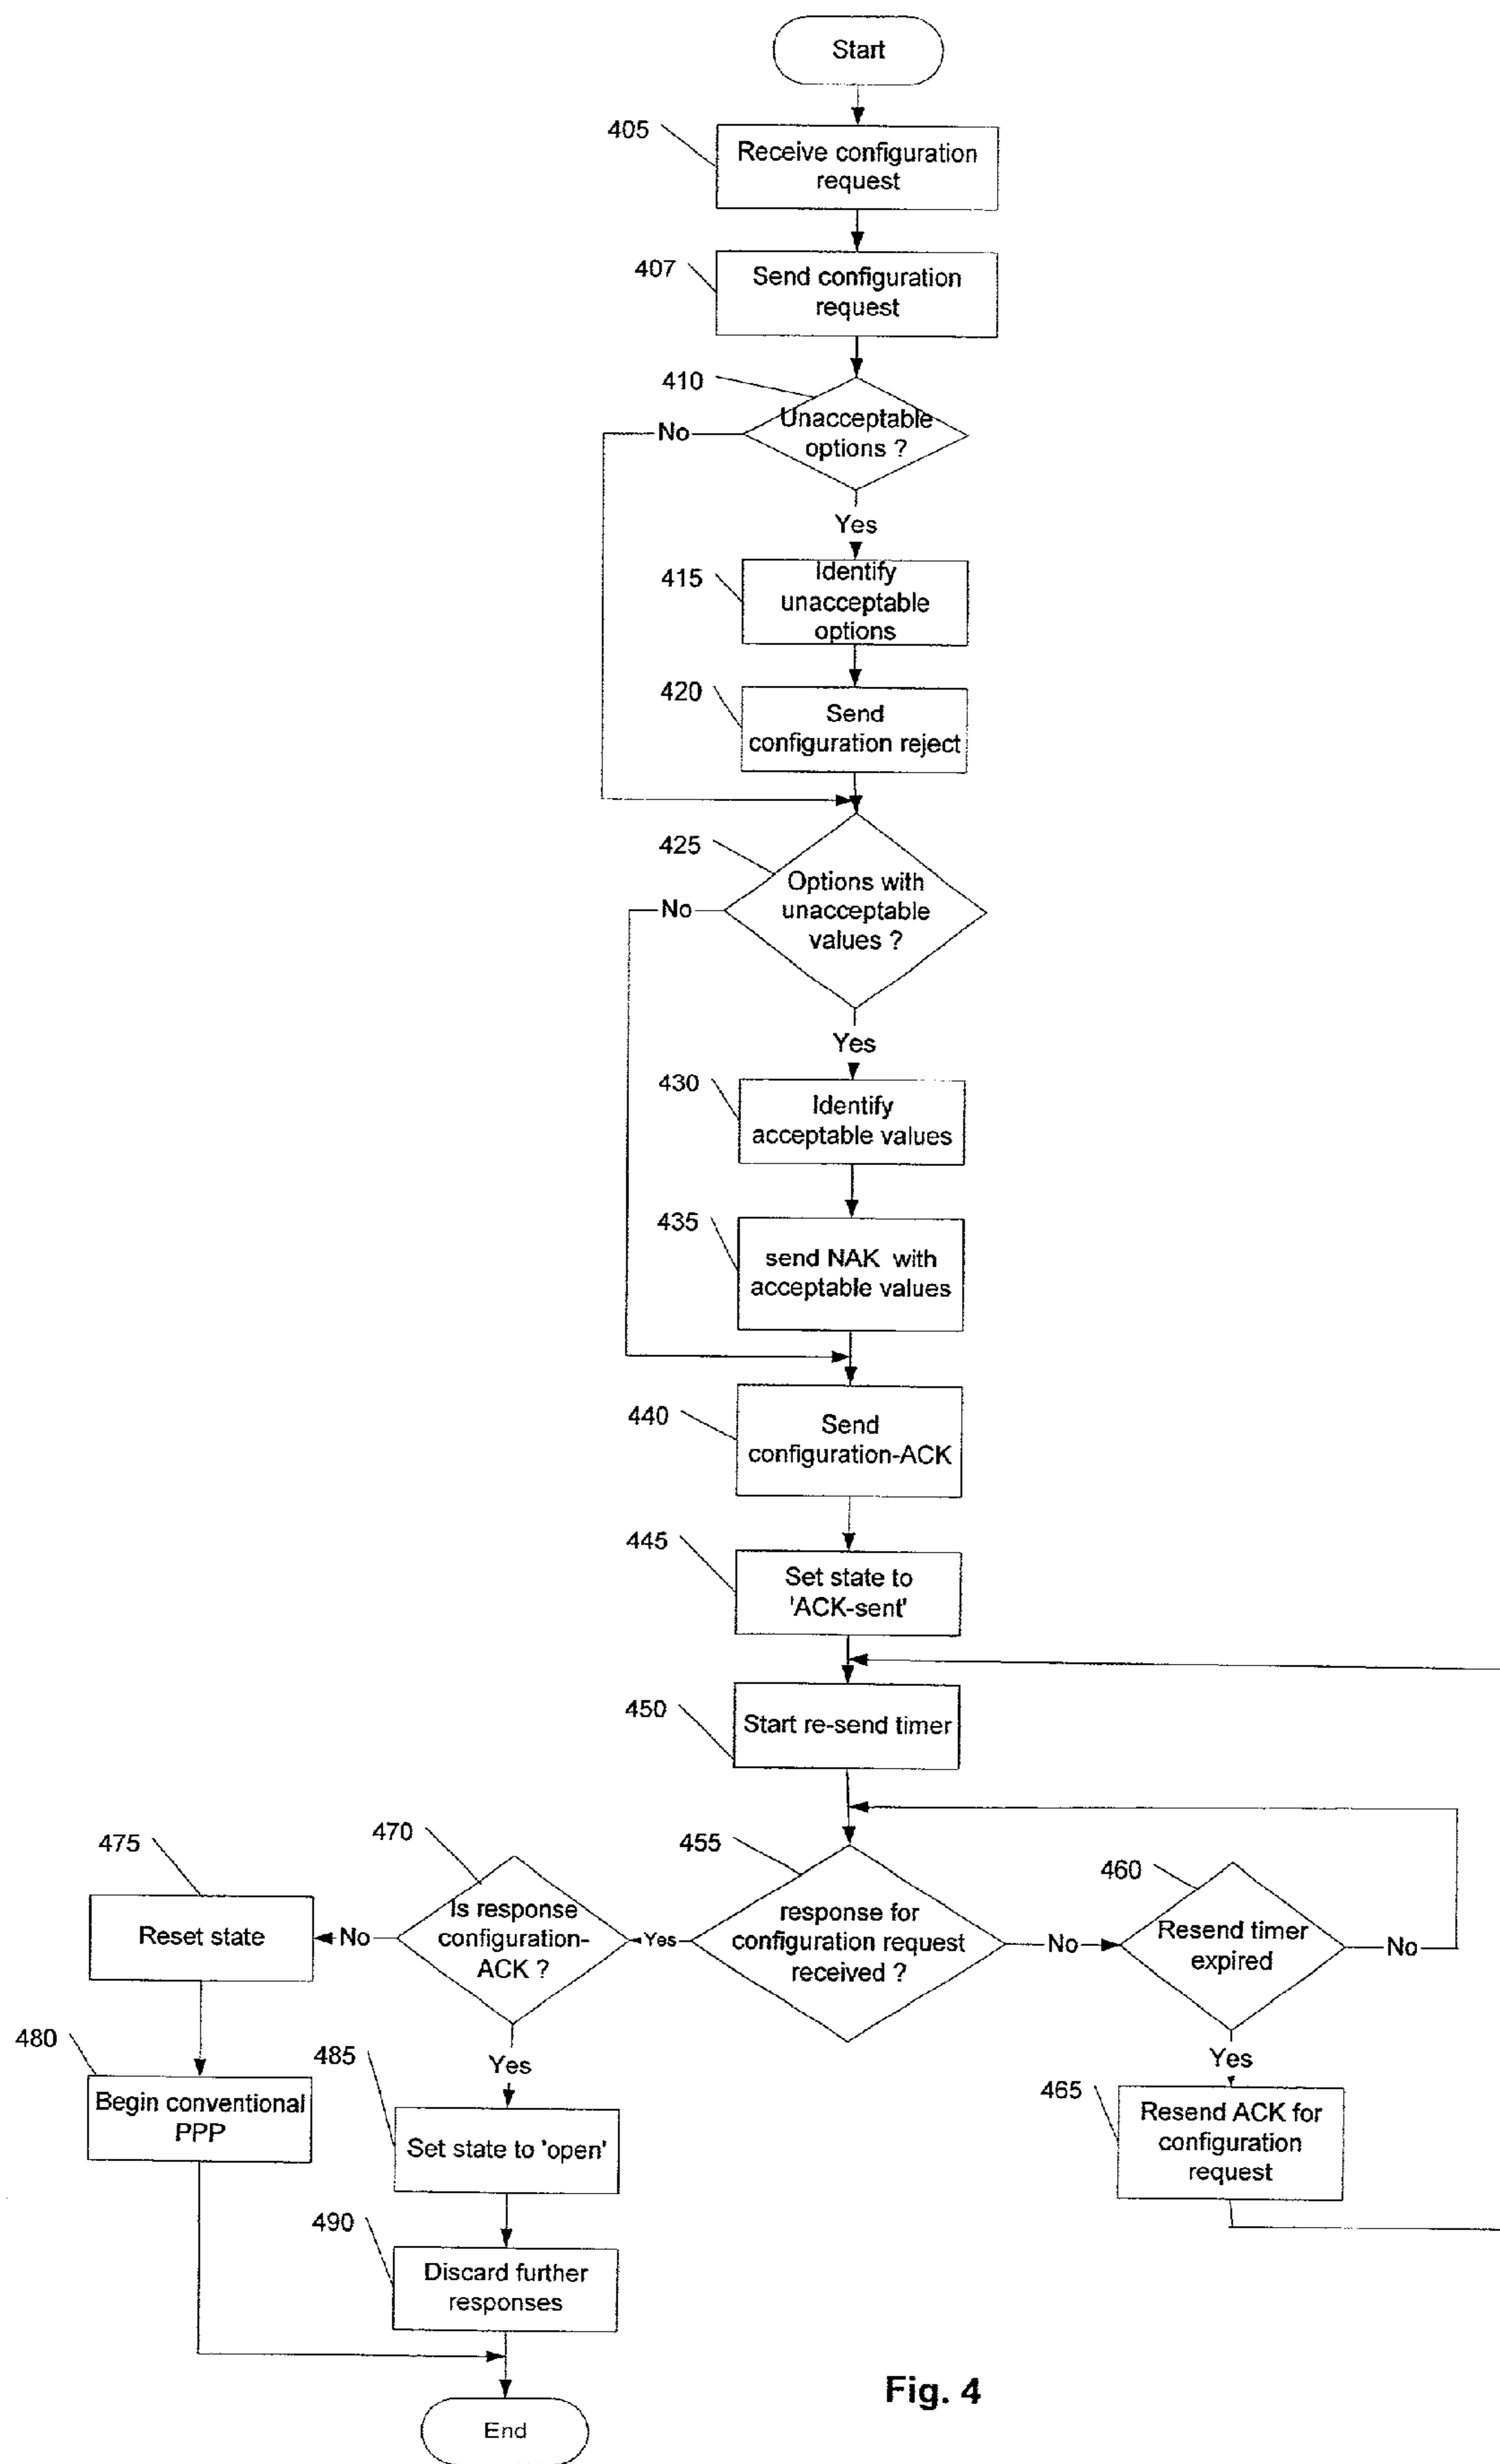 Start
405
Receive configuration
request
407
Send configuration
request
410
Unacceptable
options ?
No
Yes
415
Identify
unacceptable
options
420
Send
configuration reject
425
Options with
unacceptable
values ?
No
Yes
430
Identify
acceptable values
435
send NAK with
acceptable values
440
Send
configuration-ACK
445
Set state to
'ACK-sent'
450
Start re-send timer
455
response for
configuration request
received ?
Yes
No
460
Resend timer
expired
No
Yes
465
Resend ACK for
configuration
request
470
Is response
configuration-
ACK ?
No
Yes
475
Reset state
480
Begin conventional
PPP
485
Set state to 'open'
490
Discard further
responses
End
Fig. 4